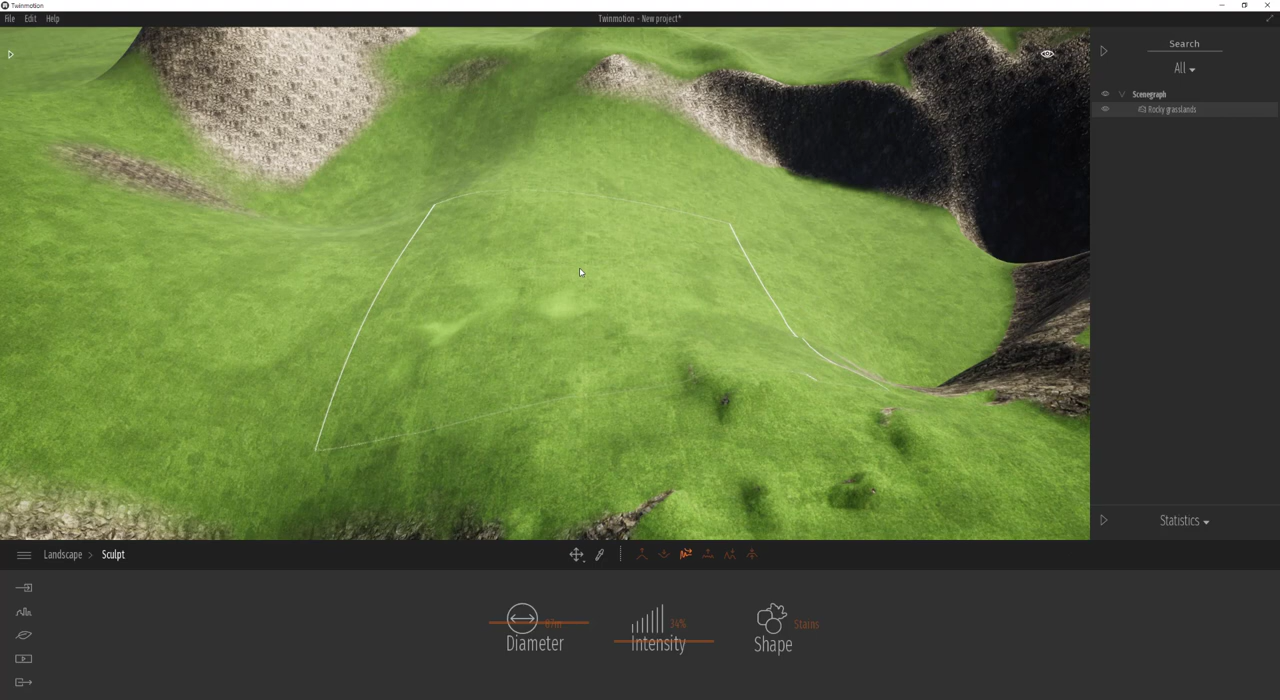 Twinmotion
File Edit Help
Twinmotion - New project*
Search
All
Scenegraph
Rocky grasslands
Statistics
Landscape > Sculpt
34%
Stains
Diameter
Intensity
Shape